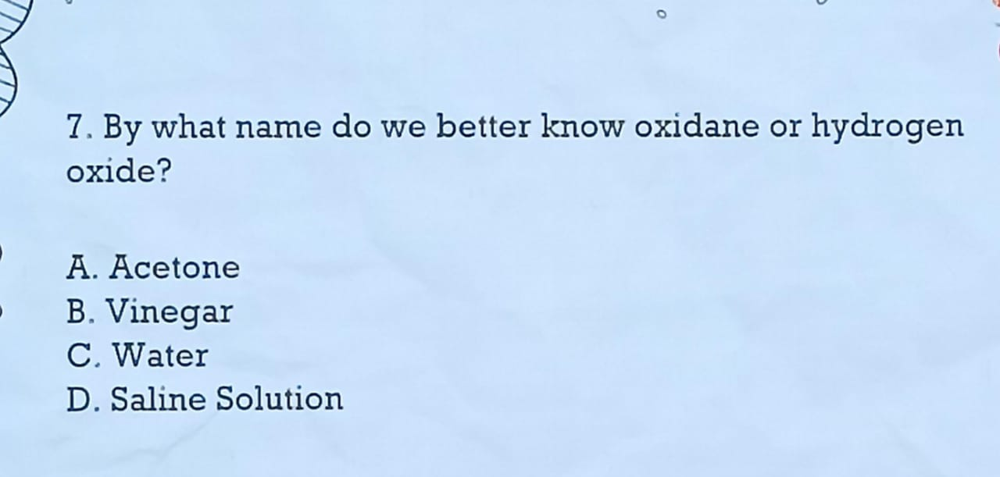 7. By what name do we better know oxidane or hydrogen
oxide?
A. Acetone
B. Vinegar
C. Water
D. Saline Solution